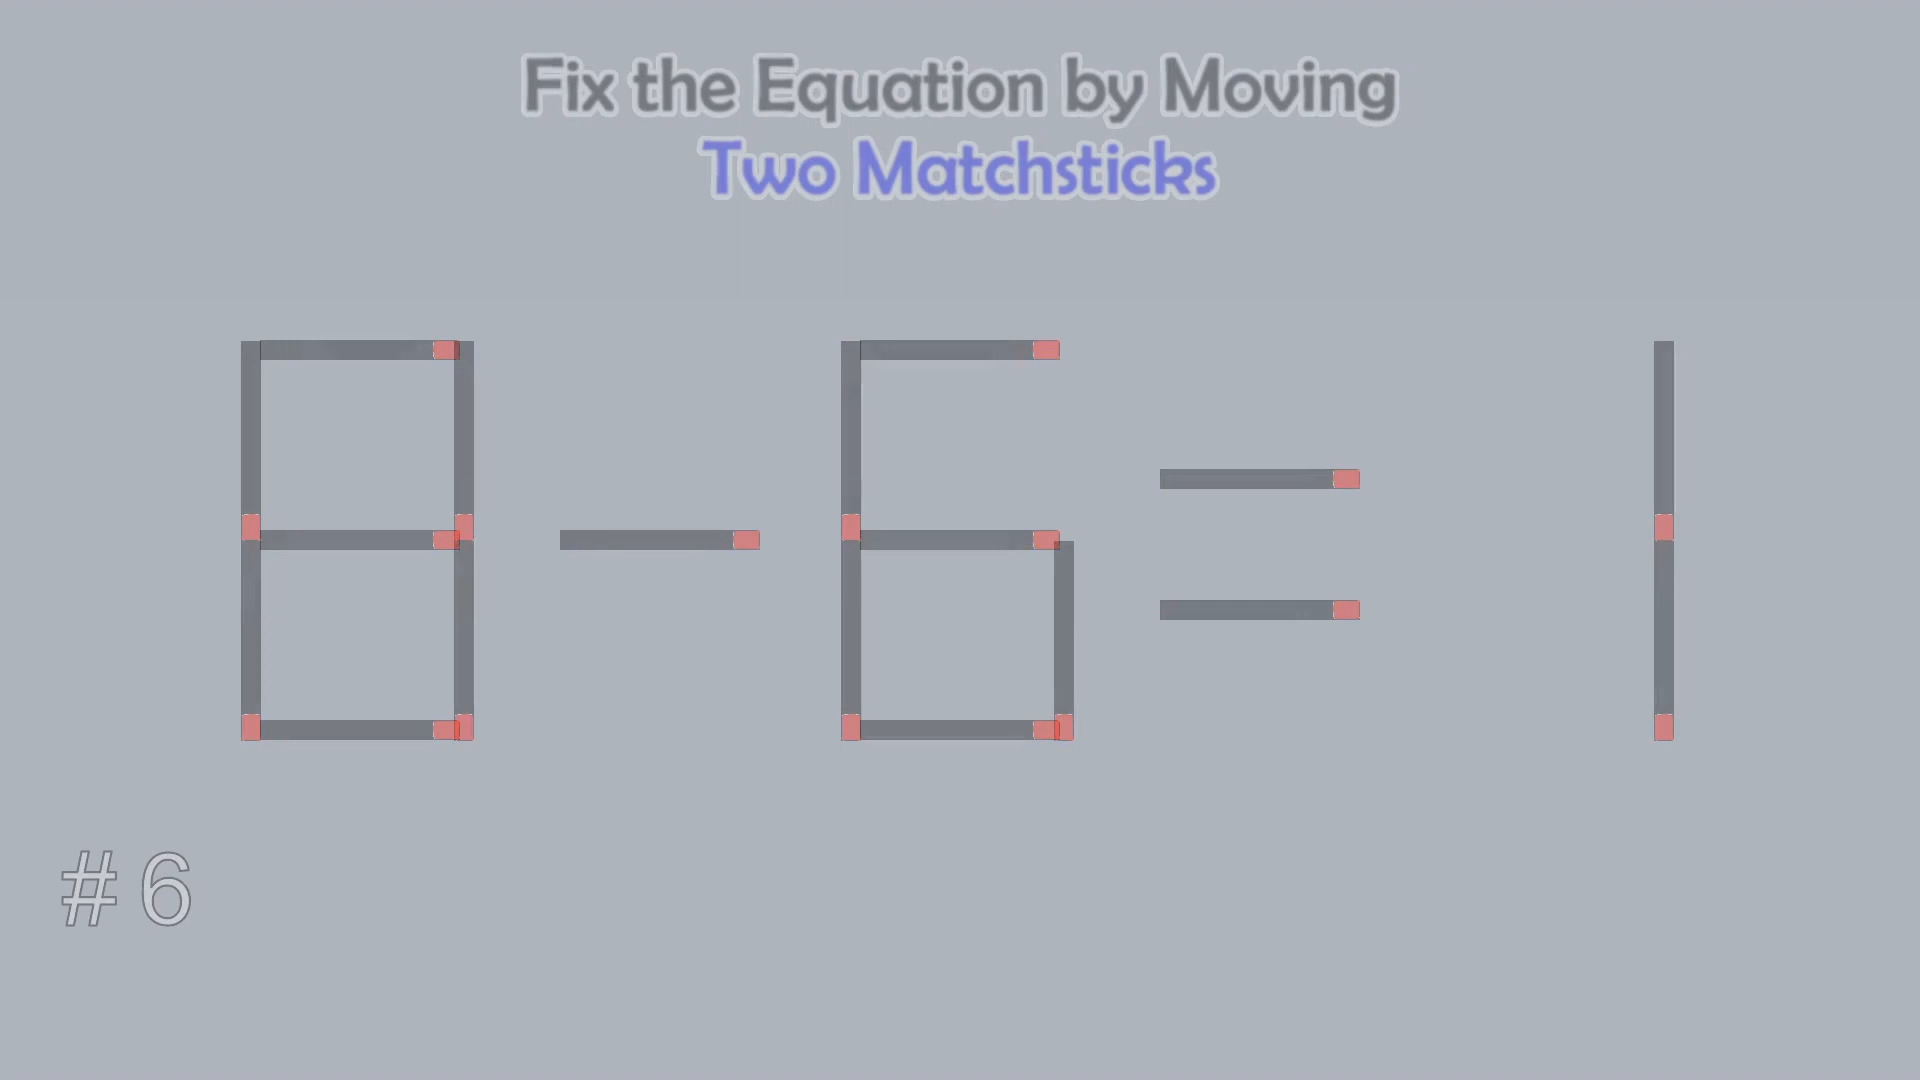 Fix the Equation by Moving
Two Matchsticks
8 - 6 = 1
# 6